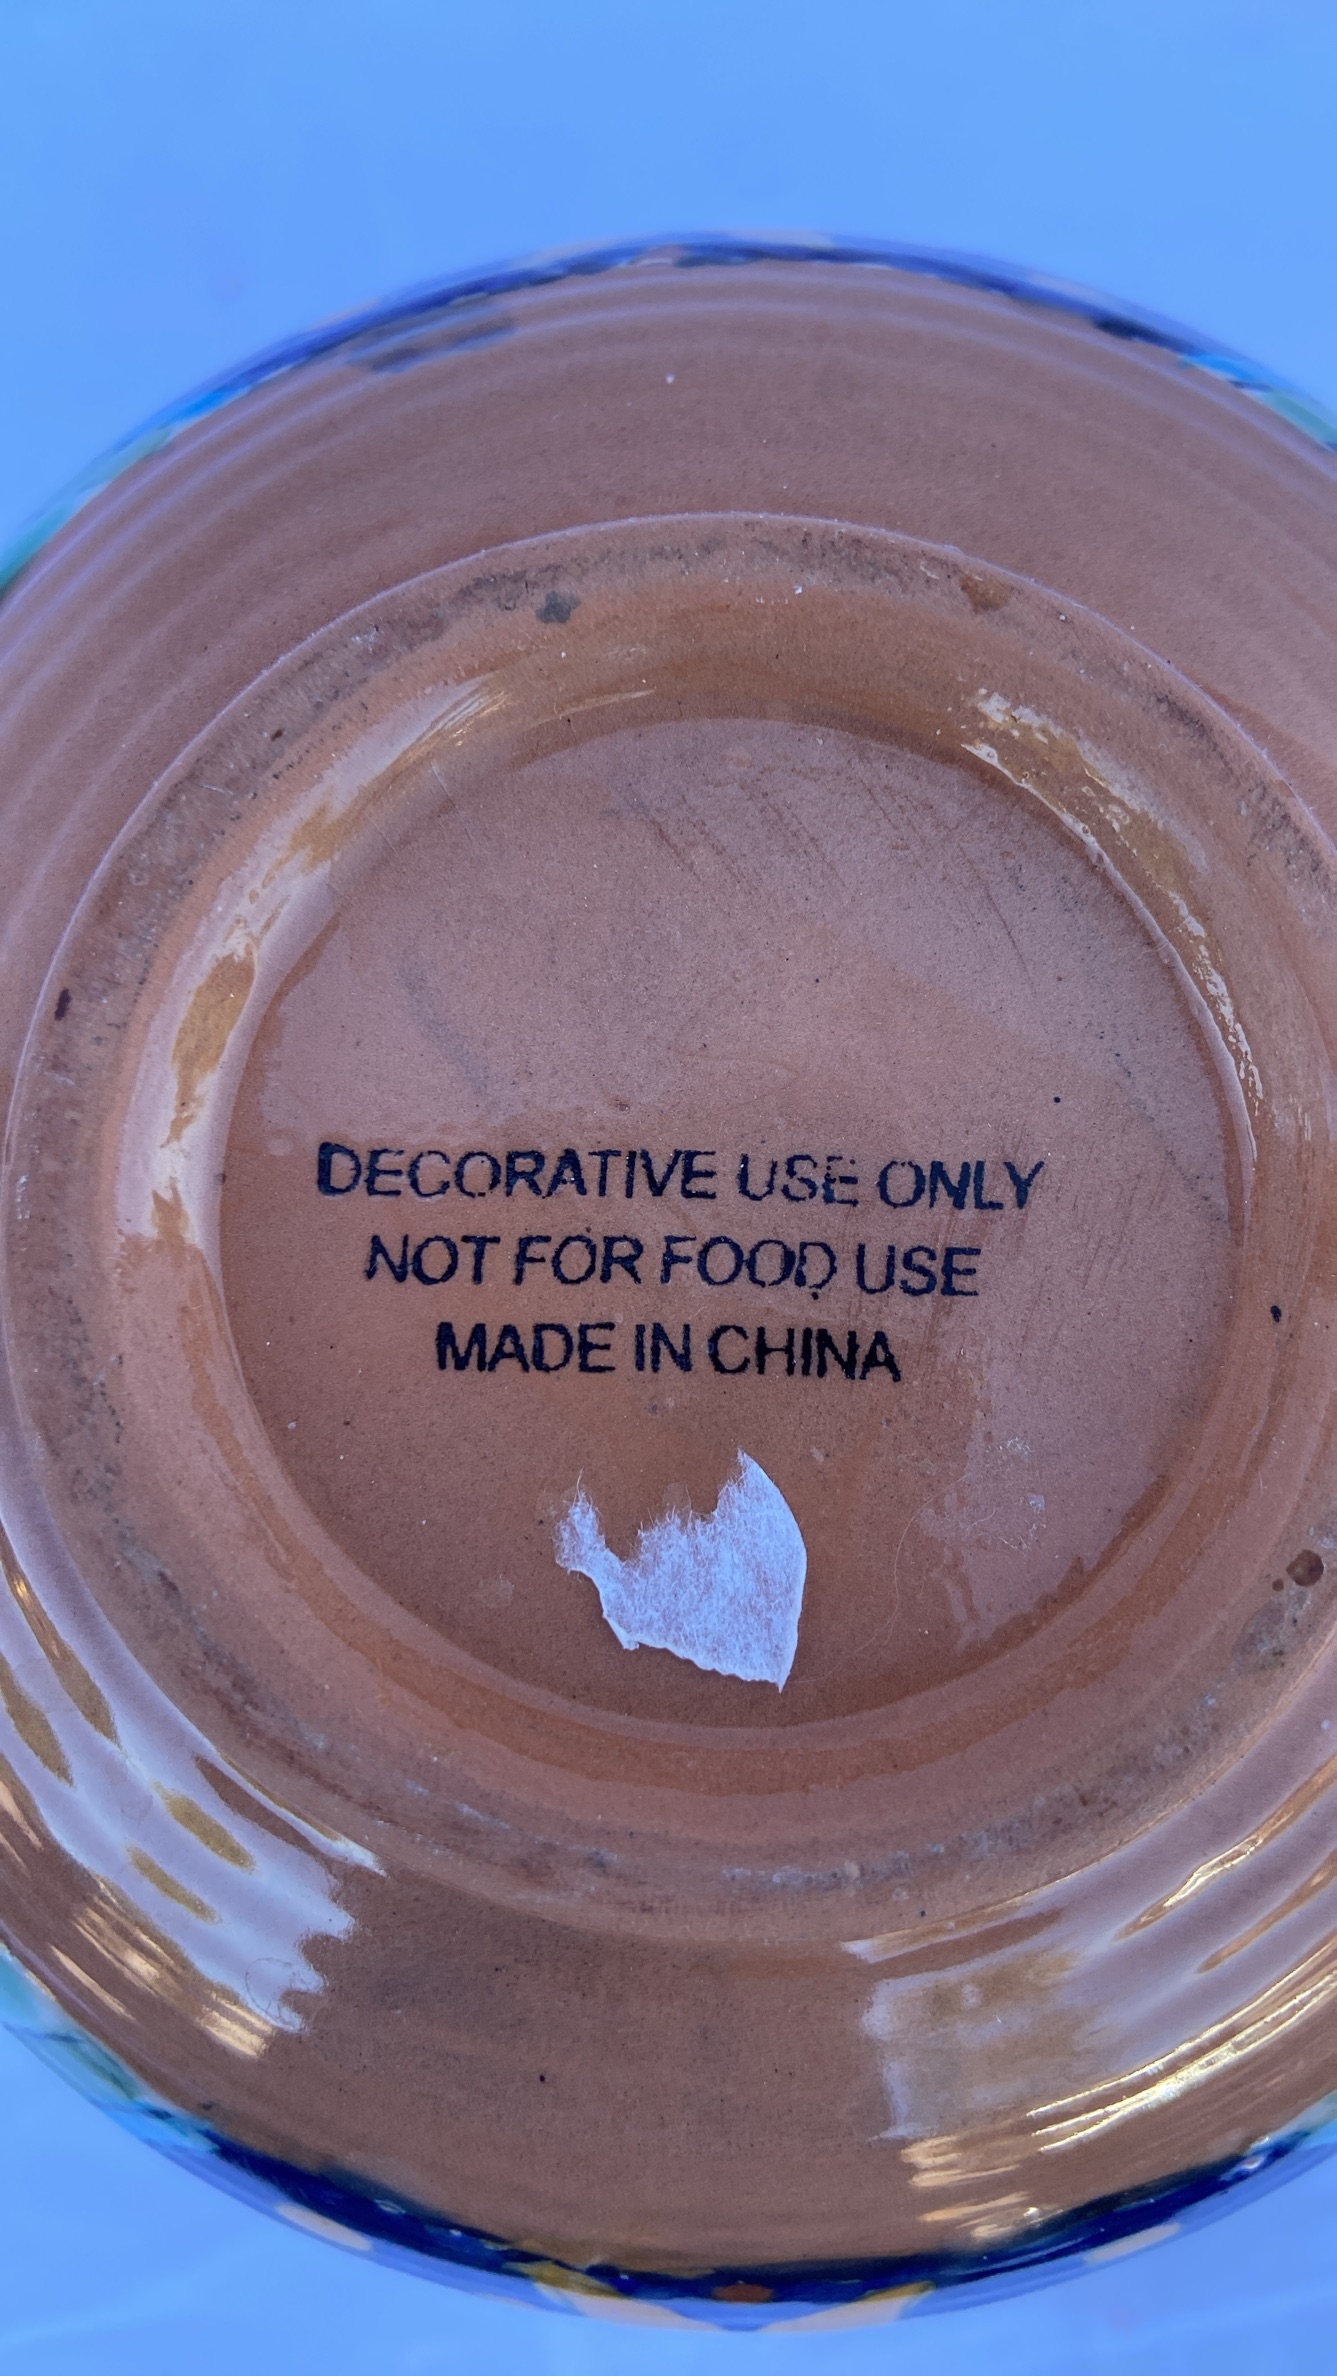 DECORATIVE USE ONLY
NOT FOR FOOD USE
MADE IN CHINA